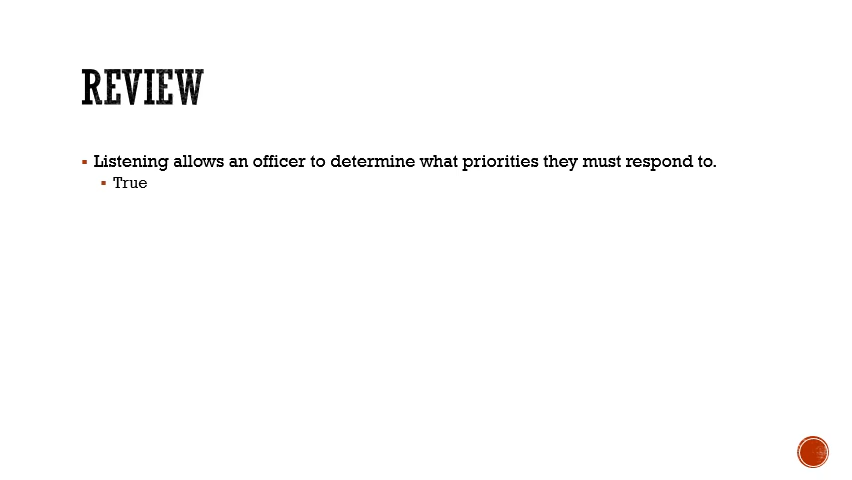 REVIEW
▪ Listening allows an officer to determine what priorities they must respond to.
▪ True